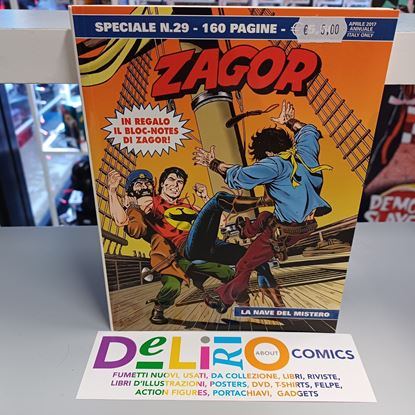 SPECIALE N.29 - 160 PAGINE -
€ 5,00
APRILE 2017
ANNUALE
ITALY ONLY
ZAGOR
IN REGALO
IL BLOC-NOTES
DI ZAGOR!
LA NAVE DEL MISTERO
DELIRIO
ABOUT
COMICS
FUMETTI NUOVI, USATI, DA COLLEZIONE, LIBRI, RIVISTE,
LIBRI D'ILLUSTRAZIONI, POSTERS, DVD, T-SHIRTS, FELPE,
ACTION FIGURES, PORTACHIAVI, GADGETS